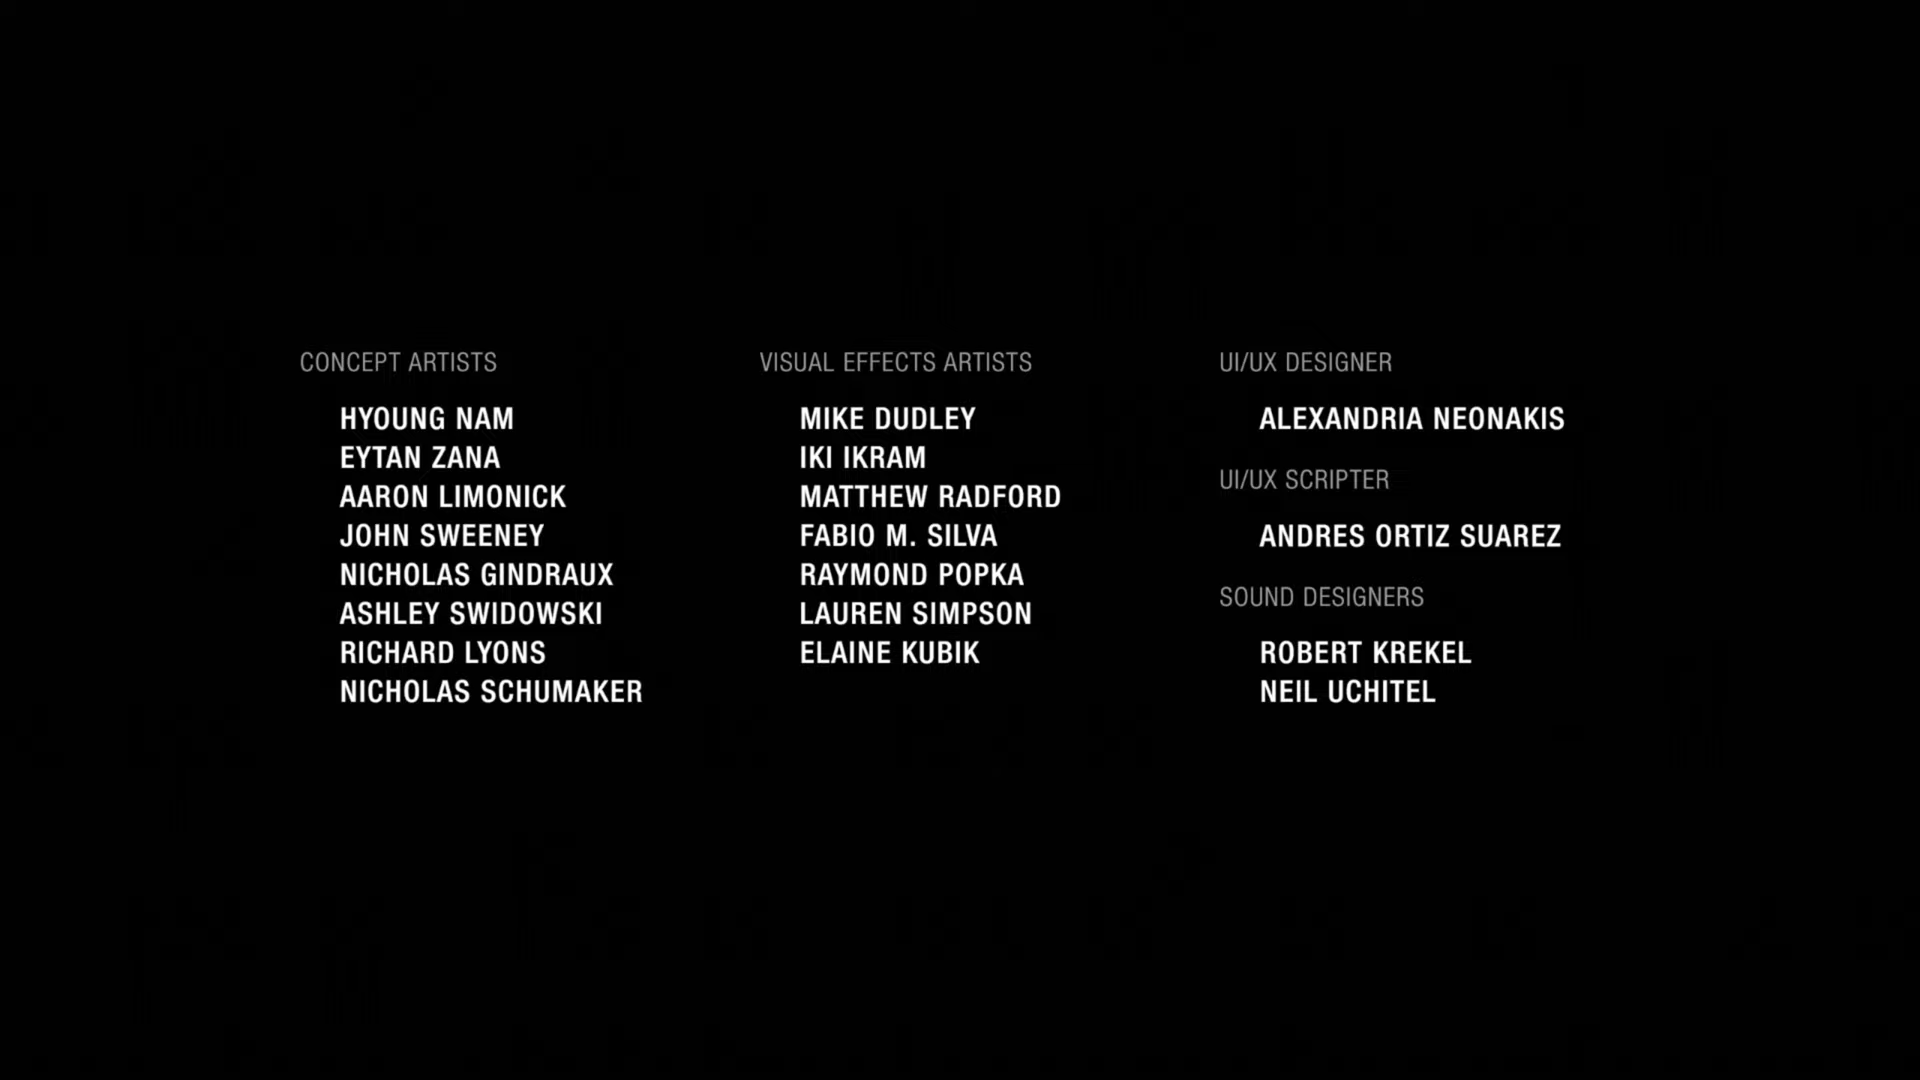 CONCEPT ARTISTS
HYOUNG NAM
EYTAN ZANA
AARON LIMONICK
JOHN SWEENEY
NICHOLAS GINDRAUX
ASHLEY SWIDOWSKI
RICHARD LYONS
NICHOLAS SCHUMAKER
VISUAL EFFECTS ARTISTS
MIKE DUDLEY
IKI IKRAM
MATTHEW RADFORD
FABIO M. SILVA
RAYMOND POPKA
LAUREN SIMPSON
ELAINE KUBIK
UI/UX DESIGNER
ALEXANDRIA NEONAKIS
UI/UX SCRIPTER
ANDRES ORTIZ SUAREZ
SOUND DESIGNERS
ROBERT KREKEL
NEIL UCHITEL